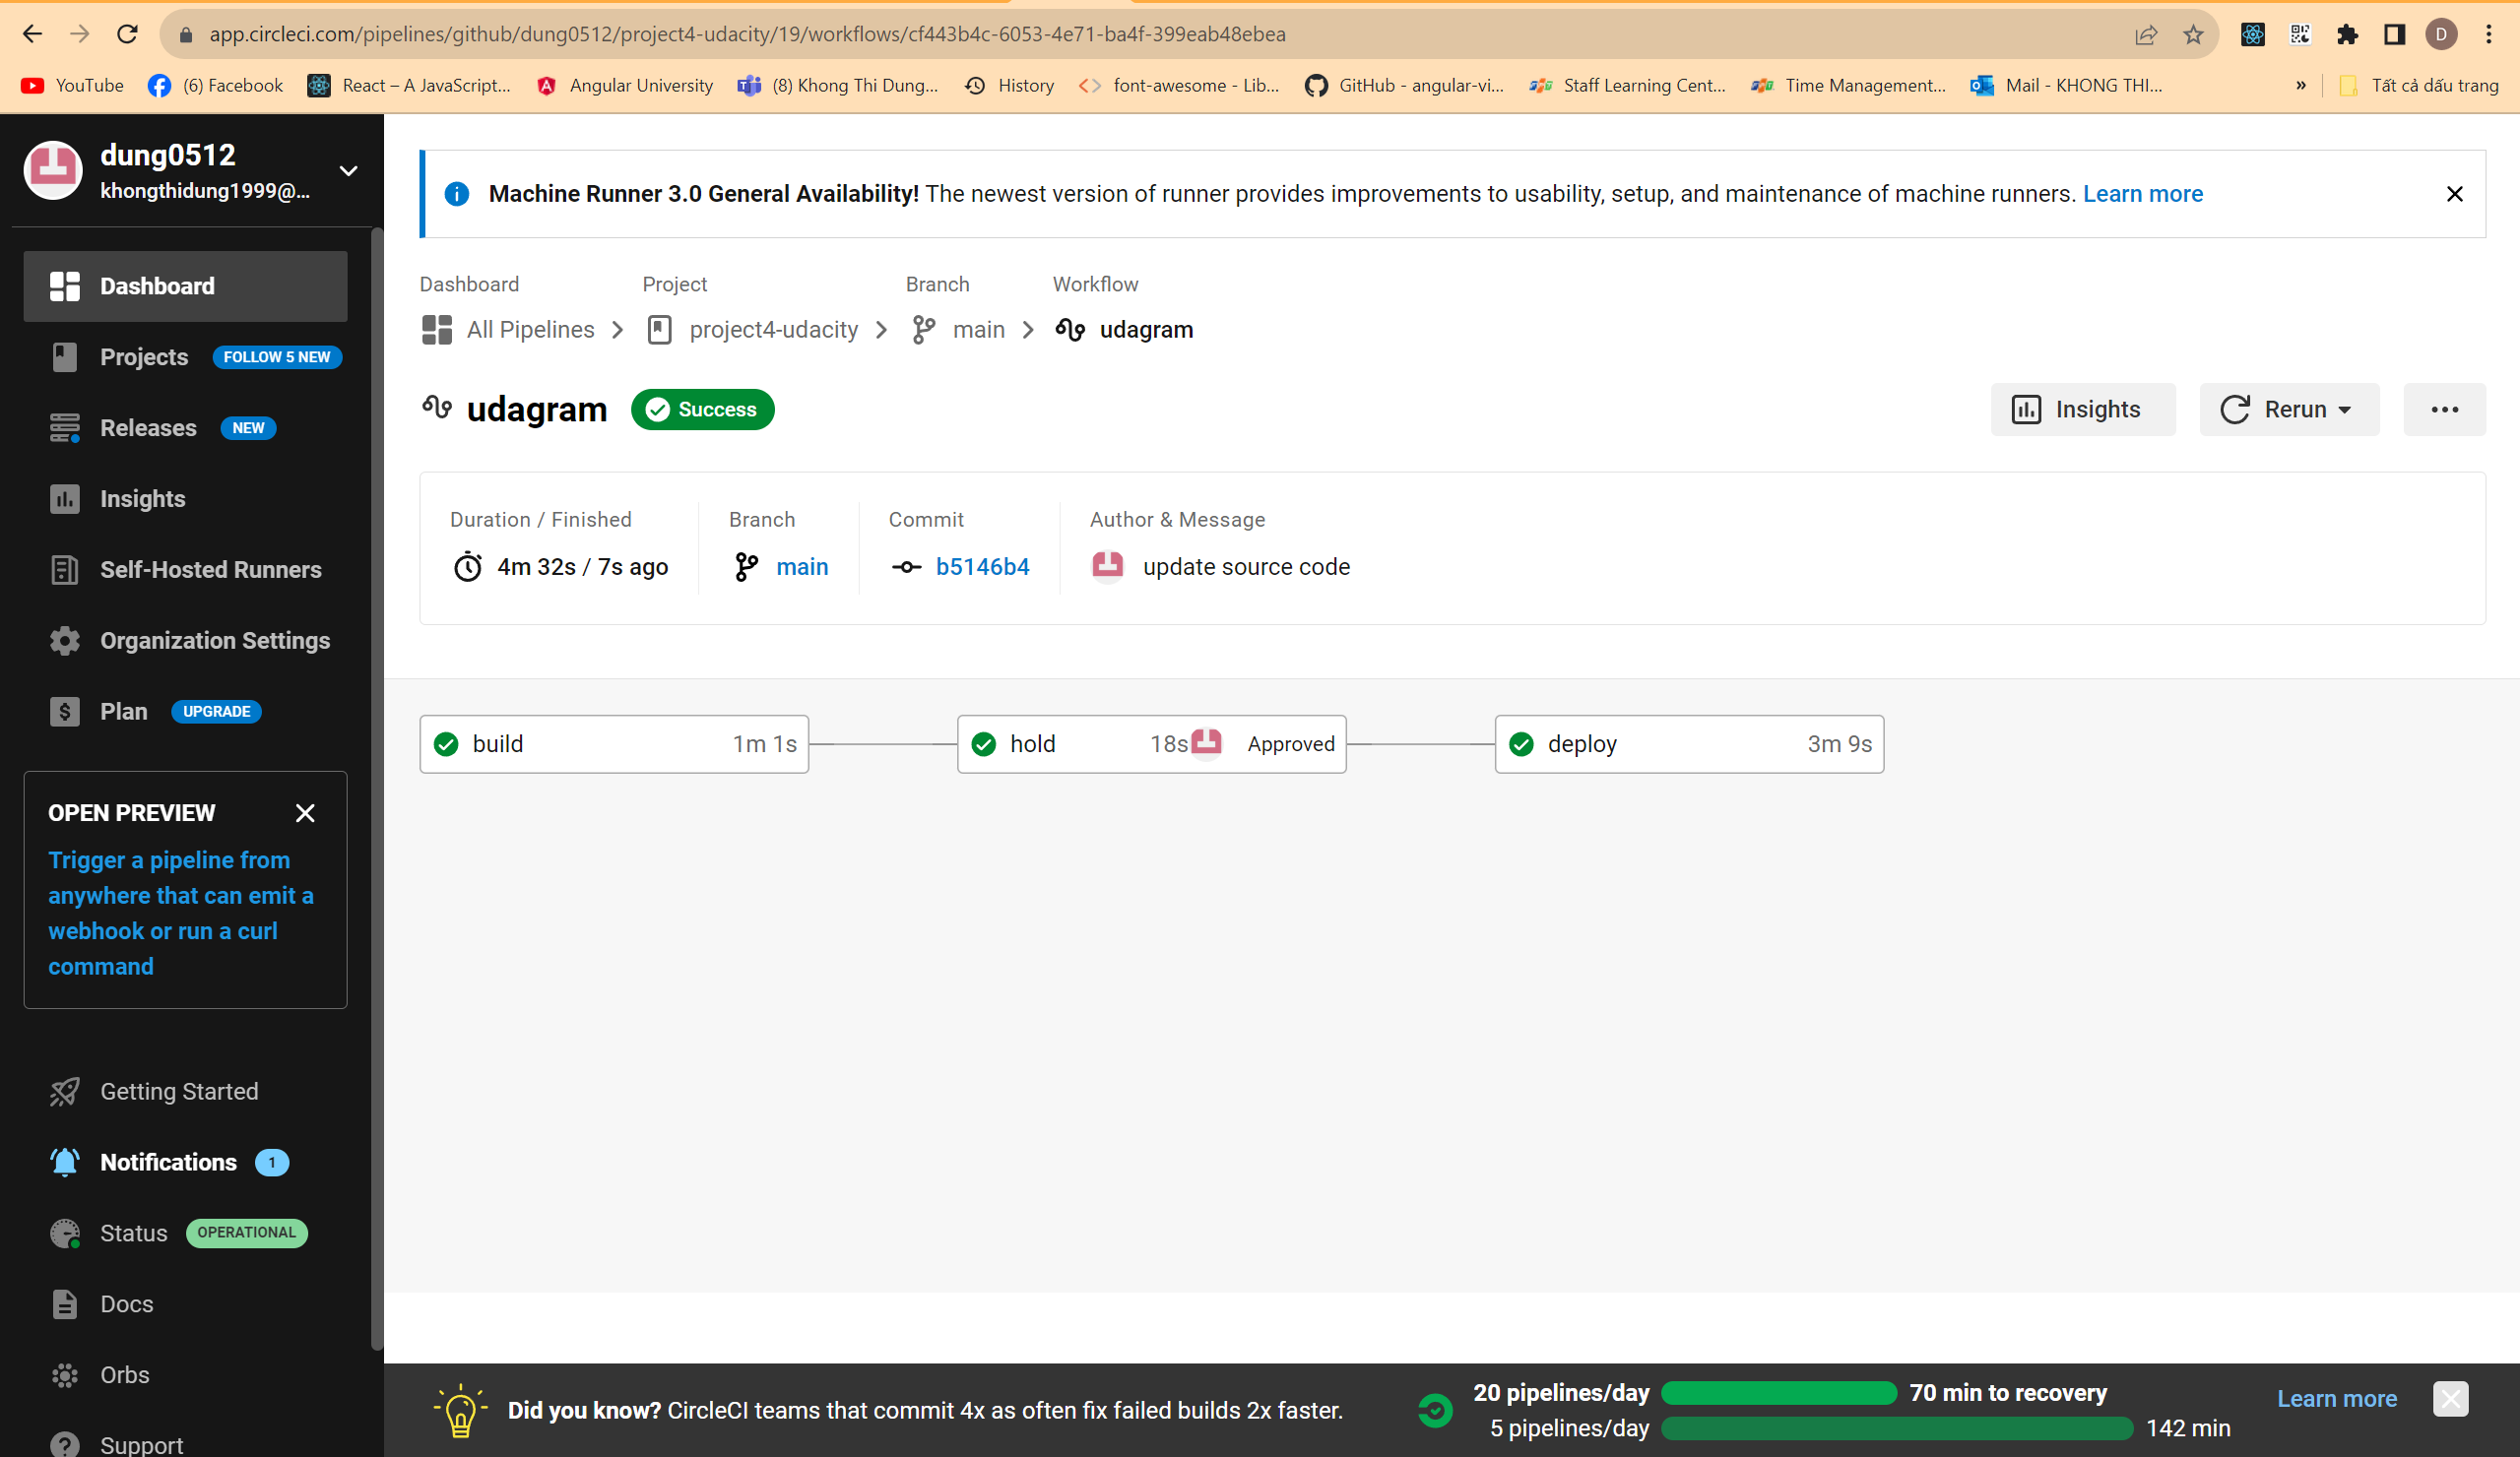 app.circleci.com/pipelines/github/dung0512/project4-udacity/19/workflows/cf443b4c-6053-4e71-ba4f-399eab48ebea
D
YouTube
(6) Facebook
React – A JavaScript...
Angular University
(8) Khong Thi Dung...
History
font-awesome - Lib...
GitHub - angular-vi...
Staff Learning Cent...
Time Management...
Mail - KHONG THI...
»
Tất cả dấu trang
dung0512
khongthidung1999@...
Dashboard
Projects FOLLOW 5 NEW
Releases NEW
Insights
Self-Hosted Runners
Organization Settings
Plan UPGRADE
OPEN PREVIEW
Trigger a pipeline from
anywhere that can emit a
webhook or run a curl
command
Getting Started
Notifications 1
Status OPERATIONAL
Docs
Orbs
Support
Machine Runner 3.0 General Availability! The newest version of runner provides improvements to usability, setup, and maintenance of machine runners. Learn more
Dashboard Project Branch Workflow
All Pipelines project4-udacity main udagram
udagram Success
Insights
Rerun
Duration / Finished
4m 32s / 7s ago
Branch
main
Commit
b5146b4
Author & Message
update source code
build 1m 1s
hold 18s Approved
deploy 3m 9s
Did you know? CircleCI teams that commit 4x as often fix failed builds 2x faster.
20 pipelines/day 70 min to recovery
5 pipelines/day 142 min
Learn more